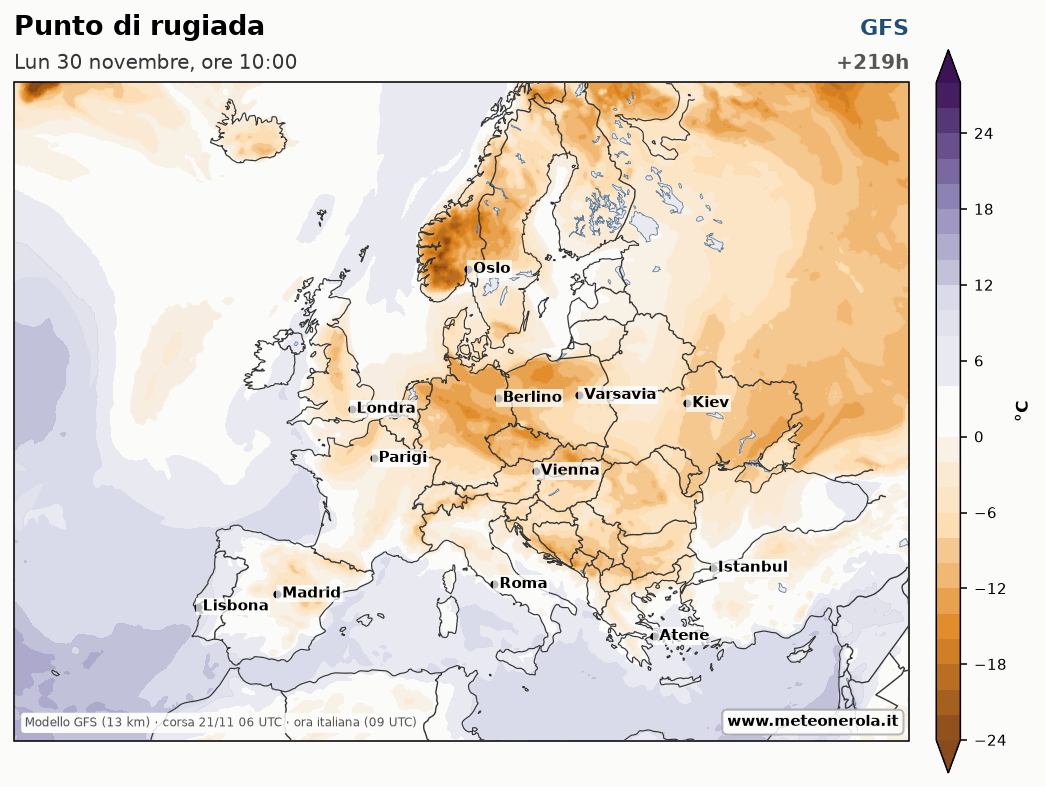 Punto di rugiada
GFS
Lun 30 novembre, ore 10:00
+219h
24
18
12
6
0
−6
−12
−18
−24
°C
Oslo
Berlino
Varsavia
Kiev
Londra
Parigi
Vienna
Istanbul
Roma
Madrid
Lisbona
Atene
Modello GFS (13 km) · corsa 21/11 06 UTC · ora italiana (09 UTC)
www.meteonerola.it